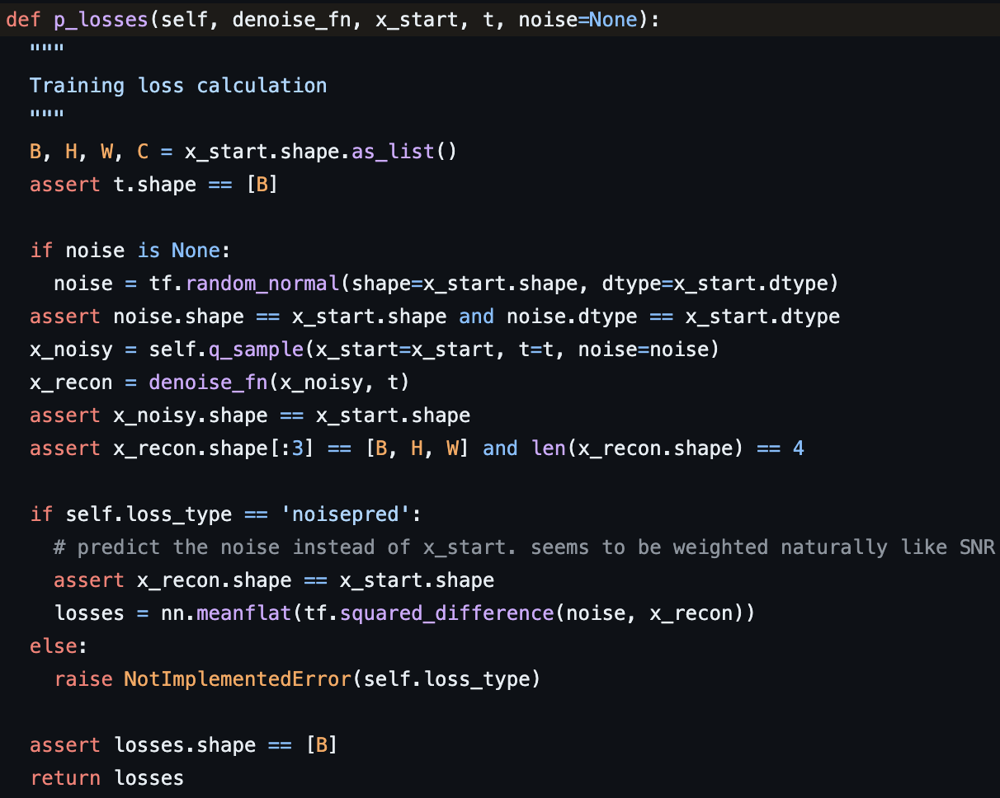 def p_losses(self, denoise_fn, x_start, t, noise=None):
  """
  Training loss calculation
  """
  B, H, W, C = x_start.shape.as_list()
  assert t.shape == [B]

  if noise is None:
    noise = tf.random_normal(shape=x_start.shape, dtype=x_start.dtype)
  assert noise.shape == x_start.shape and noise.dtype == x_start.dtype
  x_noisy = self.q_sample(x_start=x_start, t=t, noise=noise)
  x_recon = denoise_fn(x_noisy, t)
  assert x_noisy.shape == x_start.shape
  assert x_recon.shape[:3] == [B, H, W] and len(x_recon.shape) == 4

  if self.loss_type == 'noisepred':
    # predict the noise instead of x_start. seems to be weighted naturally like SNR
    assert x_recon.shape == x_start.shape
    losses = nn.meanflat(tf.squared_difference(noise, x_recon))
  else:
    raise NotImplementedError(self.loss_type)

  assert losses.shape == [B]
  return losses